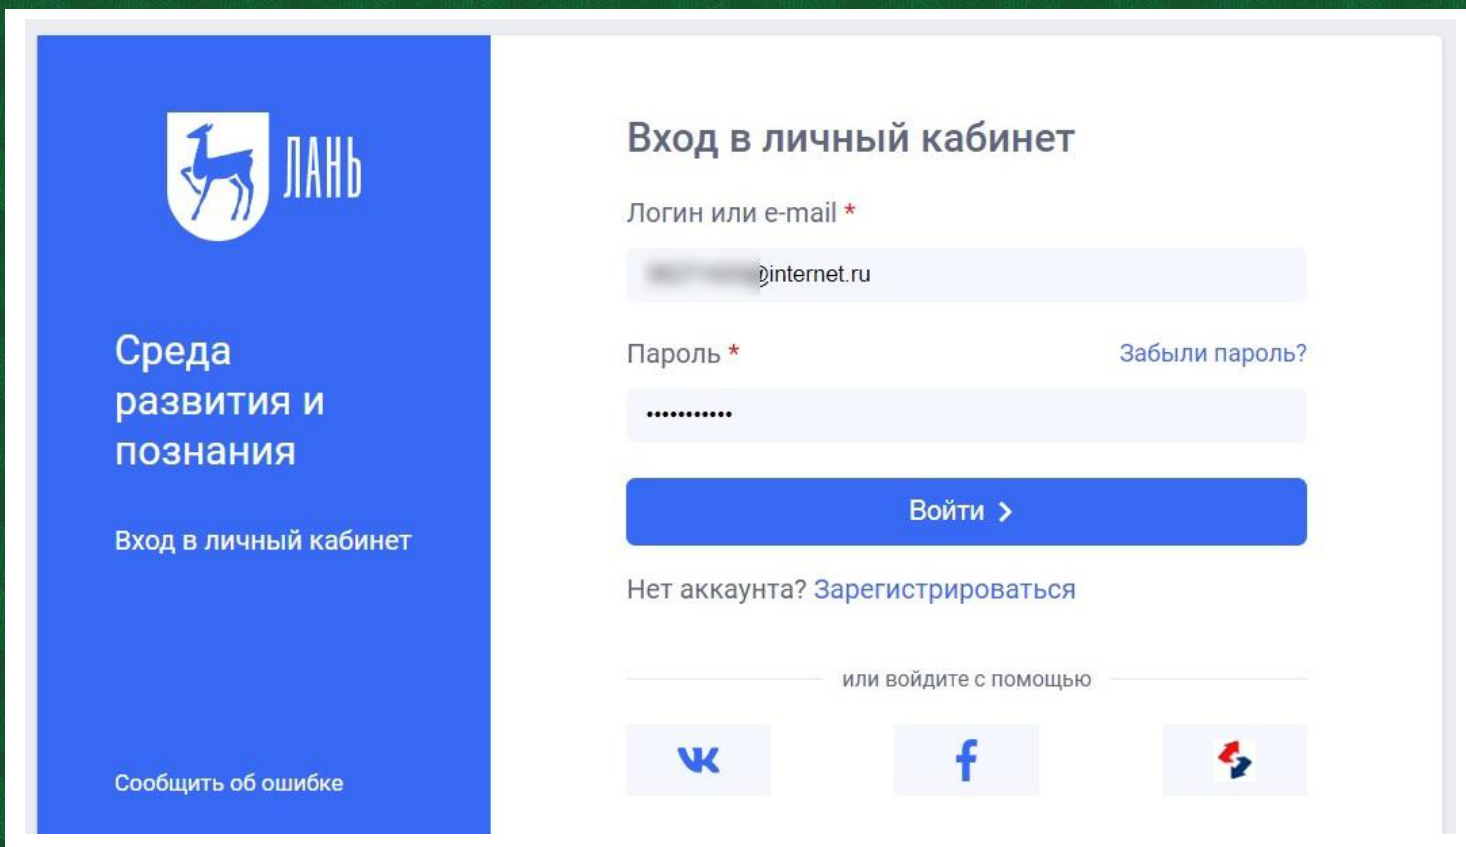 ЛАНЬ
Среда
развития и
познания
Вход в личный кабинет
Сообщить об ошибке
Вход в личный кабинет
Логин или e-mail *
@internet.ru
Пароль *
Забыли пароль?
•••••••••••
Войти
Нет аккаунта? Зарегистрироваться
или войдите с помощью